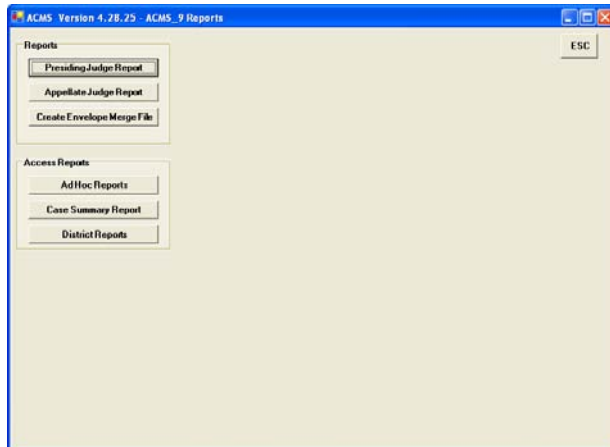 ACMS Version 4.28.25 - ACMS_9 Reports
ESC
Reports
Presiding Judge Report
Appellate Judge Report
Create Envelope Merge File
Access Reports
Ad Hoc Reports
Case Summary Report
District Reports